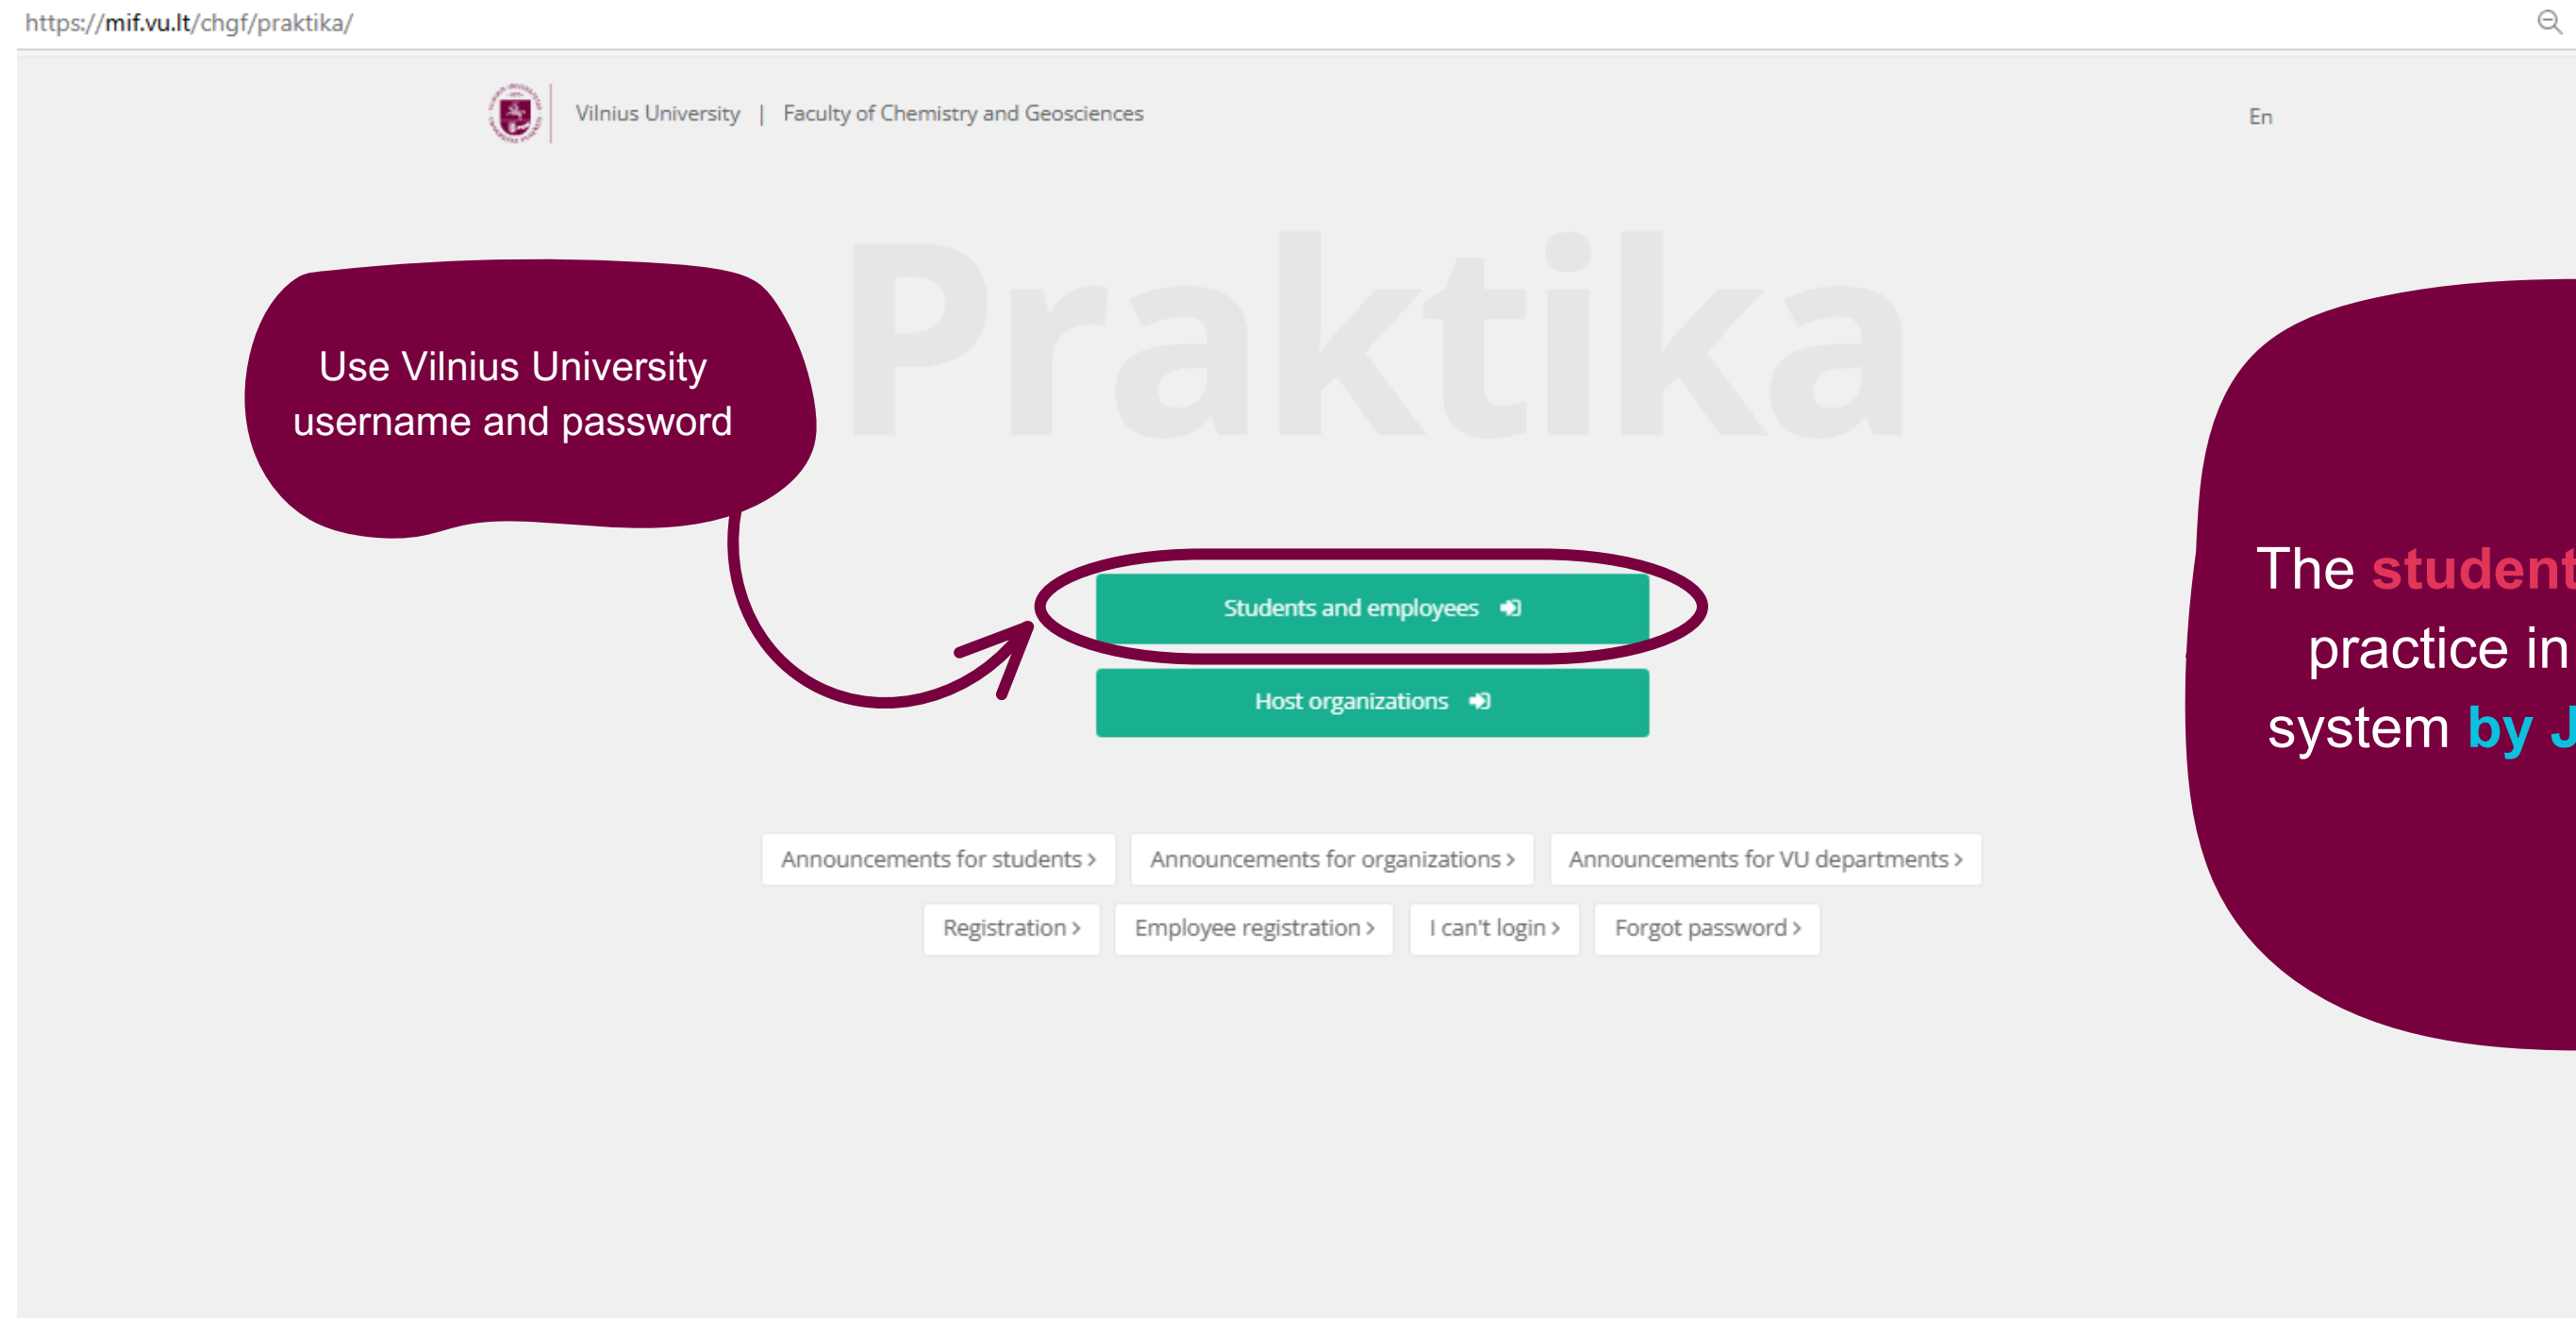 https://mif.vu.lt/chgf/praktika/
Vilnius University | Faculty of Chemistry and Geosciences
En
Praktika
Use Vilnius University
username and password
Students and employees
Host organizations
The student
practice in
system by J
Announcements for students >
Announcements for organizations >
Announcements for VU departments >
Registration >
Employee registration >
I can't login >
Forgot password >